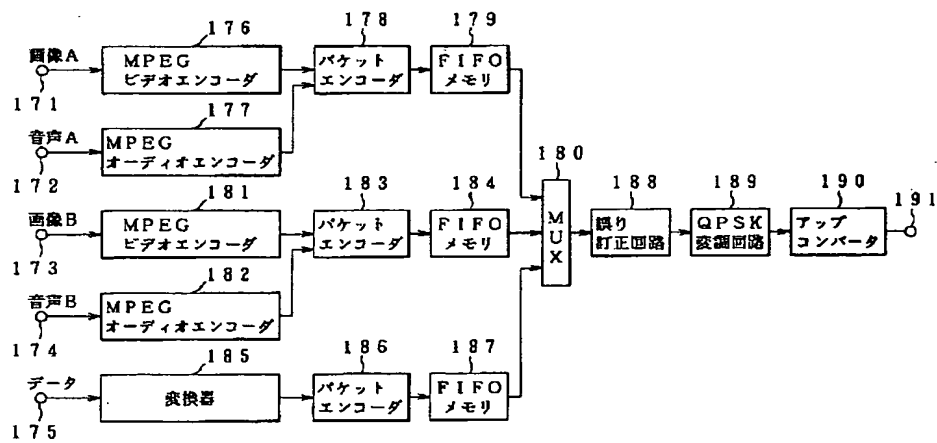 176
178
179
画像A
MPEG
ビデオエンコーダ
パケット
エンコーダ
FIFO
メモリ
171
177
音声A
MPEG
オーディオエンコーダ
172
180
181
183
184
188
189
190
191
画像B
MPEG
ビデオエンコーダ
パケット
エンコーダ
FIFO
メモリ
MUX
誤り
訂正回路
QPSK
変調回路
アップ
コンバータ
173
182
音声B
MPEG
オーディオエンコーダ
174
185
186
187
データ
変換器
パケット
エンコーダ
FIFO
メモリ
175